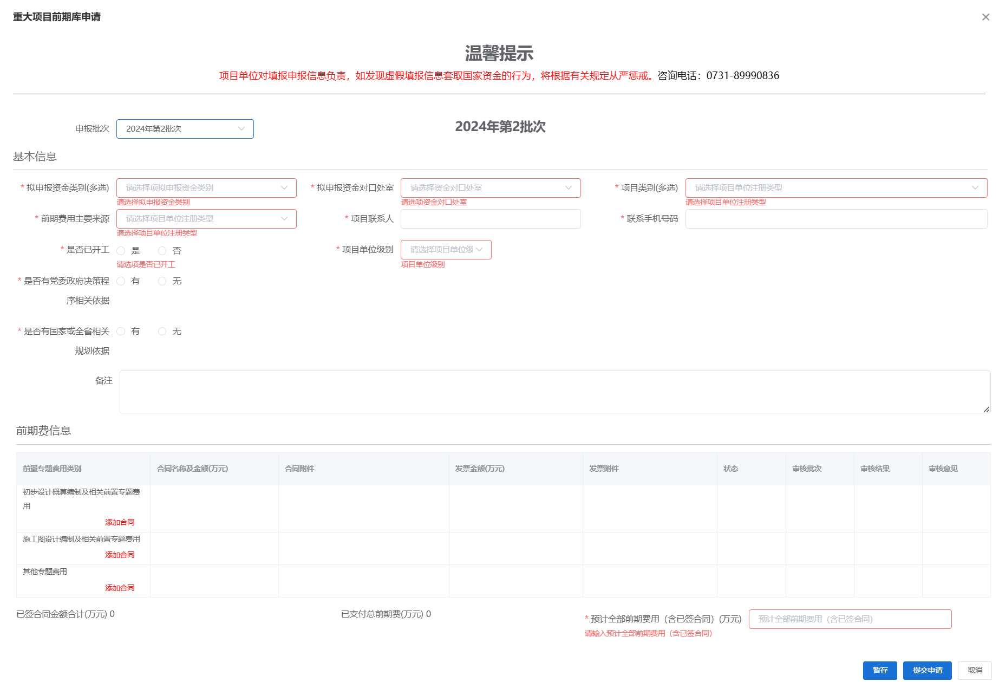 重大项目前期库申请
温馨提示
项目单位对填报申报信息负责，如发现虚假填报信息套取国家资金的行为，将根据有关规定从严惩戒。咨询电话：0731-89990836
申报批次 2024年第2批次
2024年第2批次
基本信息
* 拟申报资金类别(多选) 请选择项拟申报资金类别 * 拟申报资金对口处室 请选择资金对口处室 * 项目类别(多选) 请选择项目单位注册类型
请选择拟申报资金类别 请选项资金对口处室 请选择项目单位注册类型
* 前期费用主要来源 请选择项目单位注册类型 * 项目联系人 * 联系手机号码
请选择项目单位注册类型
* 是否已开工 是 否 * 项目单位级别 请选择项目单位级
请选项是否已开工 项目单位级别
* 是否有党委政府决策程 有 无
序相关依据
* 是否有国家或全省相关 有 无
规划依据
备注
前期费信息
前置专题费用类别 合同名称及金额(万元) 合同附件 发票金额(万元) 发票附件 状态 审核批次 审核结果 审核意见
初步设计概算编制及相关前置专题费
用
添加合同
施工图设计编制及相关前置专题费用
添加合同
其他专题费用
添加合同
已签合同金额合计(万元) 0 已支付总前期费(万元) 0 * 预计全部前期费用（含已签合同）(万元) 预计全部前期费用（含已签合同）
请输入预计全部前期费用（含已签合同）
暂存 提交申请 取消